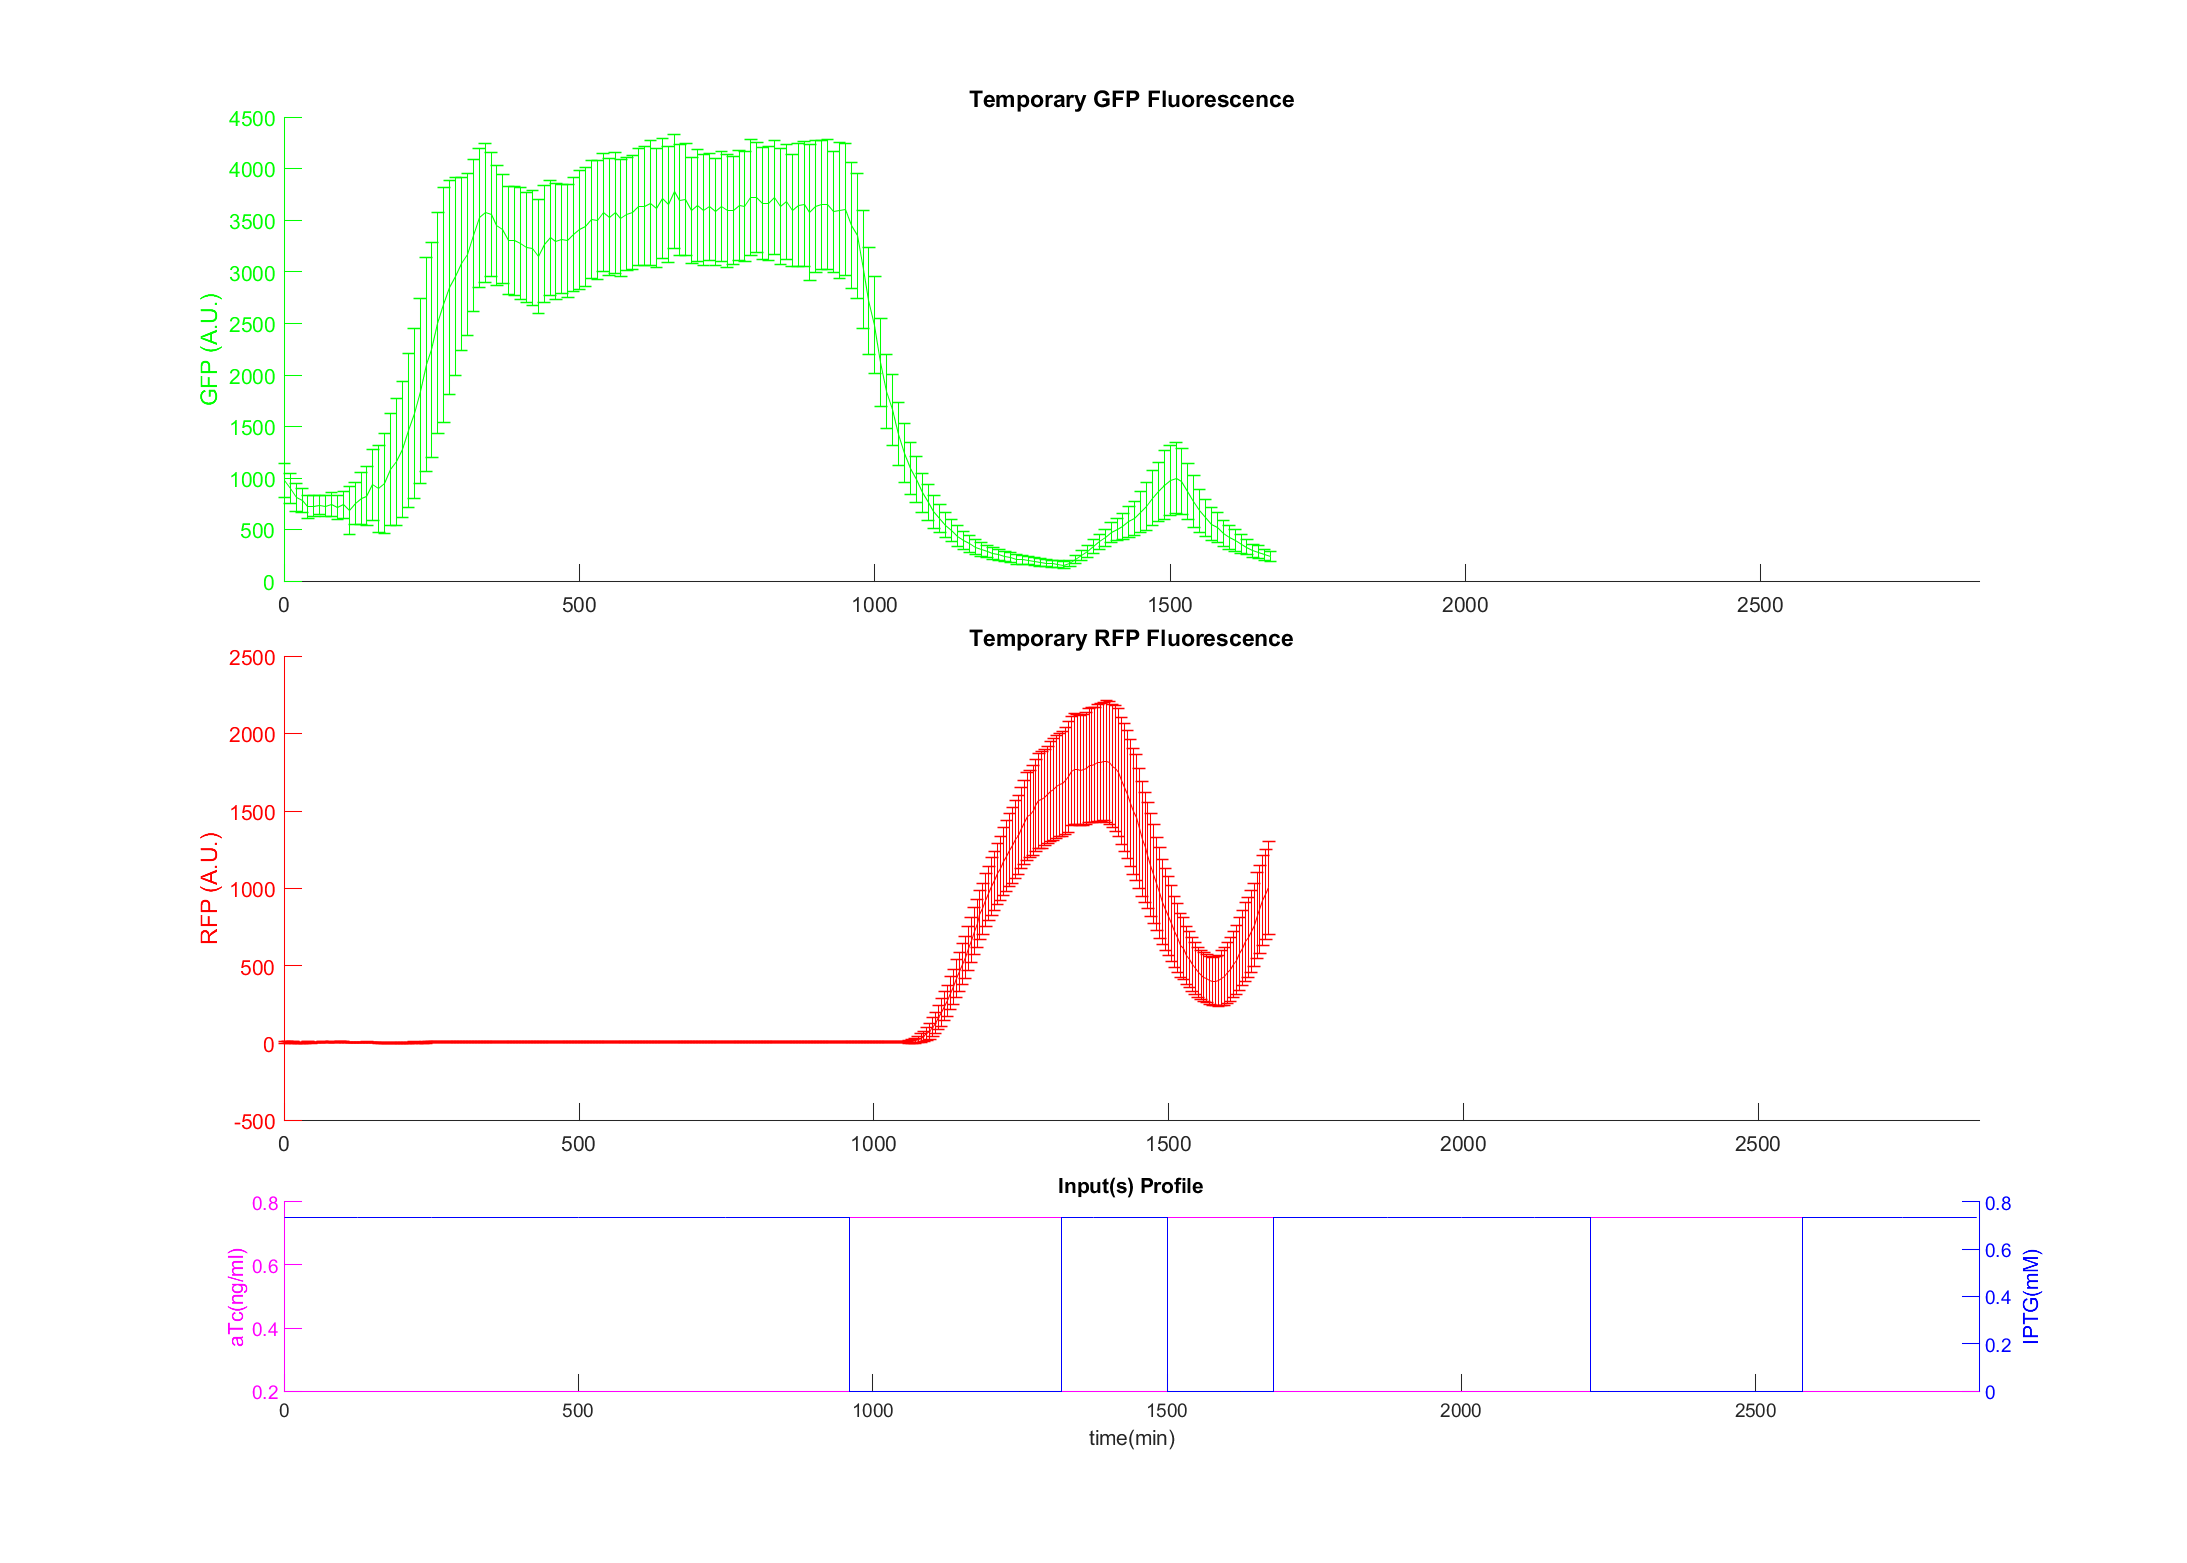 Temporary GFP Fluorescence
4500
4000
3500
3000
2500
2000
1500
1000
500
0
GFP (A.U.)
0 500 1000 1500 2000 2500
Temporary RFP Fluorescence
2500
2000
1500
1000
500
0
-500
RFP (A.U.)
0 500 1000 1500 2000 2500
Input(s) Profile
0.8
0.6
0.4
0.2
aTc(ng/ml)
0.8
0.6
0.4
0.2
0
IPTG(mM)
0 500 1000 1500 2000 2500
time(min)